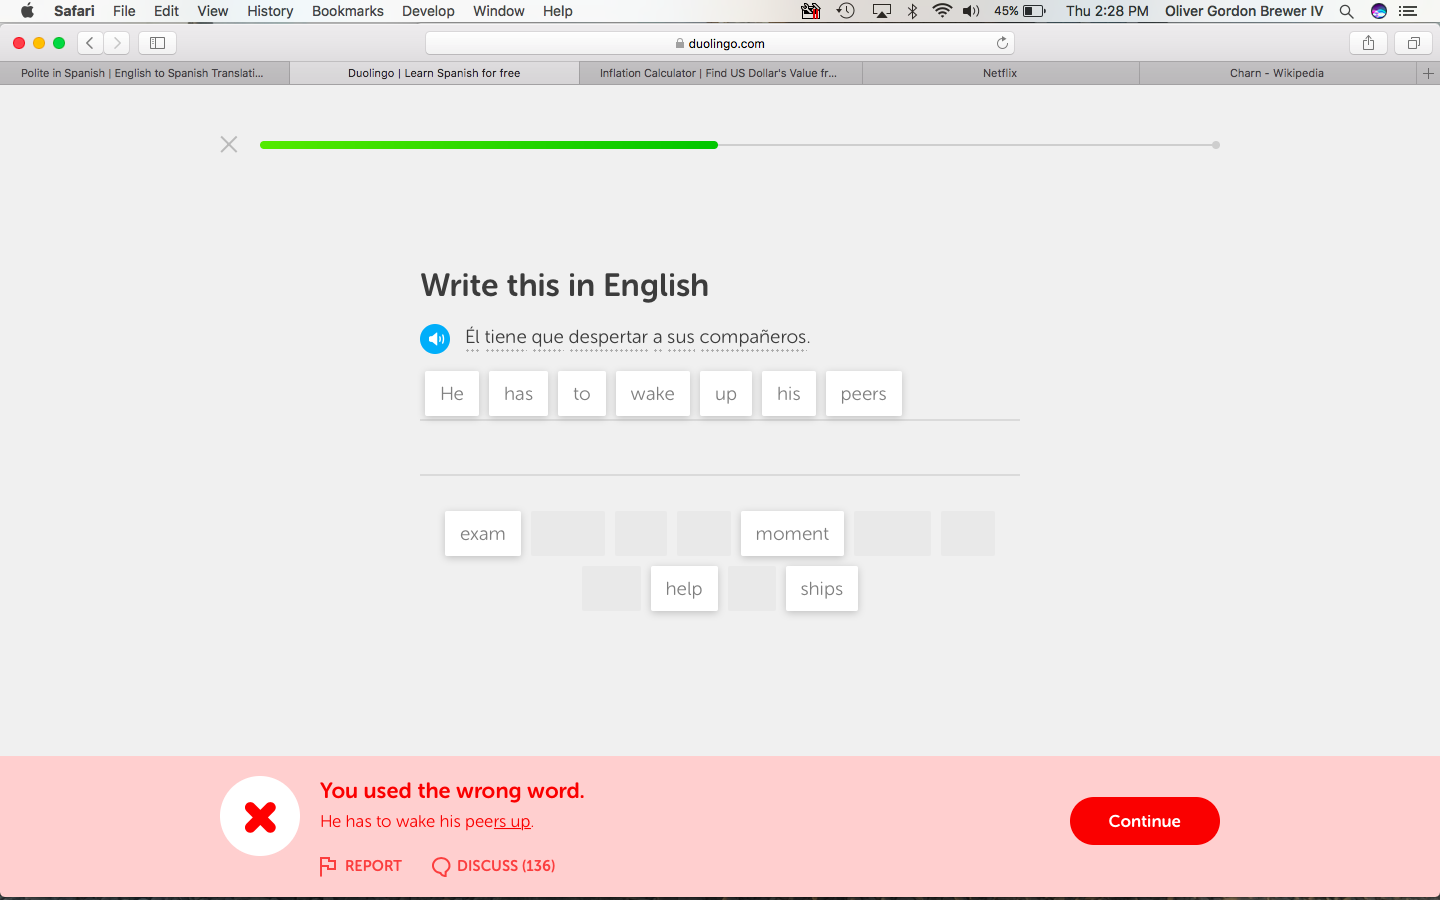 Safari File Edit View History Bookmarks Develop Window Help 45% Thu 2:28 PM Oliver Gordon Brewer IV
duolingo.com
Polite in Spanish | English to Spanish Translati... Duolingo | Learn Spanish for free Inflation Calculator | Find US Dollar's Value fr... Netflix Charn - Wikipedia
Write this in English
Él tiene que despertar a sus compañeros.
He has to wake up his peers
exam moment
help ships
You used the wrong word.
He has to wake his peers up.
REPORT DISCUSS (136)
Continue